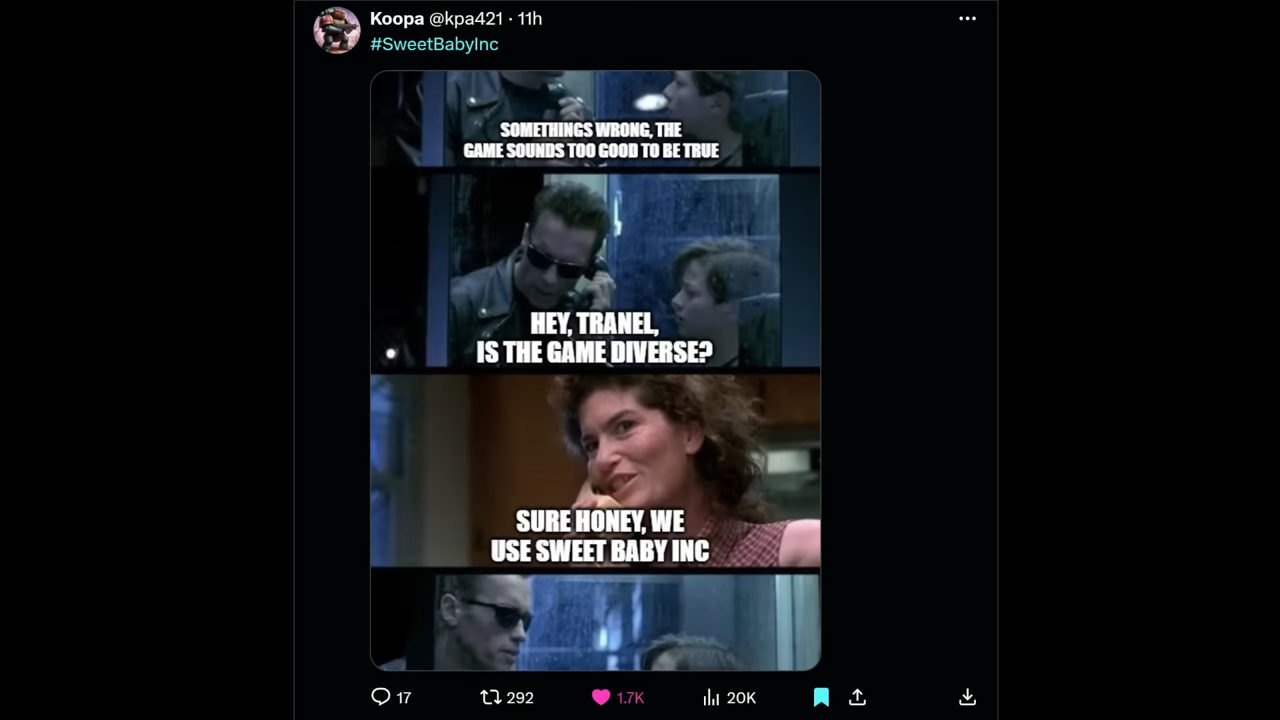 Koopa @kpa421 · 11h
#SweetBabyInc
SOMETHINGS WRONG, THE
GAME SOUNDS TOO GOOD TO BE TRUE
HEY, TRANEL,
IS THE GAME DIVERSE?
SURE HONEY, WE
USE SWEET BABY INC
17 292 1.7K 20K